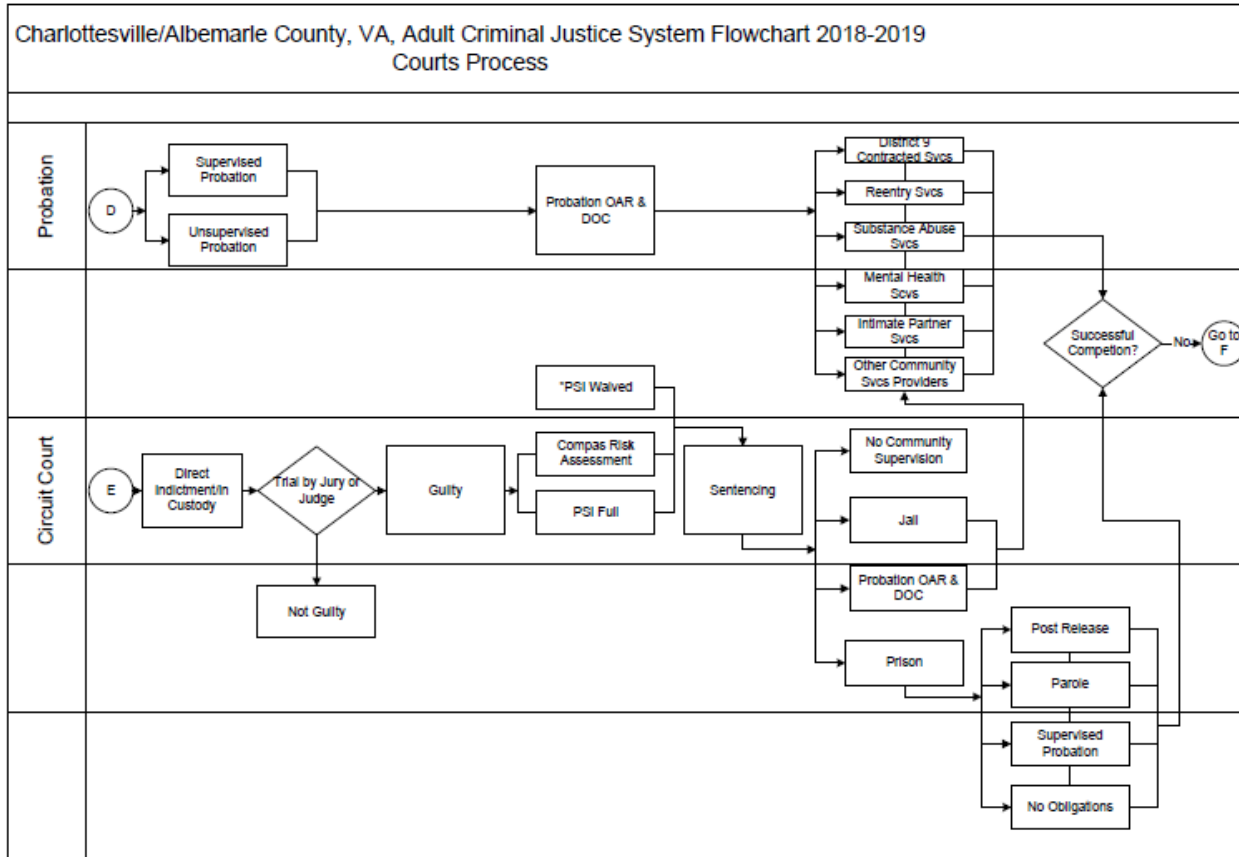 Charlottesville/Albemarle County, VA, Adult Criminal Justice System Flowchart 2018-2019
Courts Process
Probation
D
Supervised
Probation
Unsupervised
Probation
Probation OAR &
DOC
District 9
Contracted Svcs
Reentry Svcs
Substance Abuse
Svcs
Mental Health
Scvs
Intimate Partner
Svcs
Other Community
Svcs Providers
Successful
Competion?
No
Go to
F
*PSI Waived
Circuit Court
E
Direct
Indictment/In
Custody
Trial by Jury or
Judge
Guilty
Compas Risk
Assessment
PSI Full
Sentencing
No Community
Supervision
Jail
Probation OAR &
DOC
Not Guilty
Prison
Post Release
Parole
Supervised
Probation
No Obligations